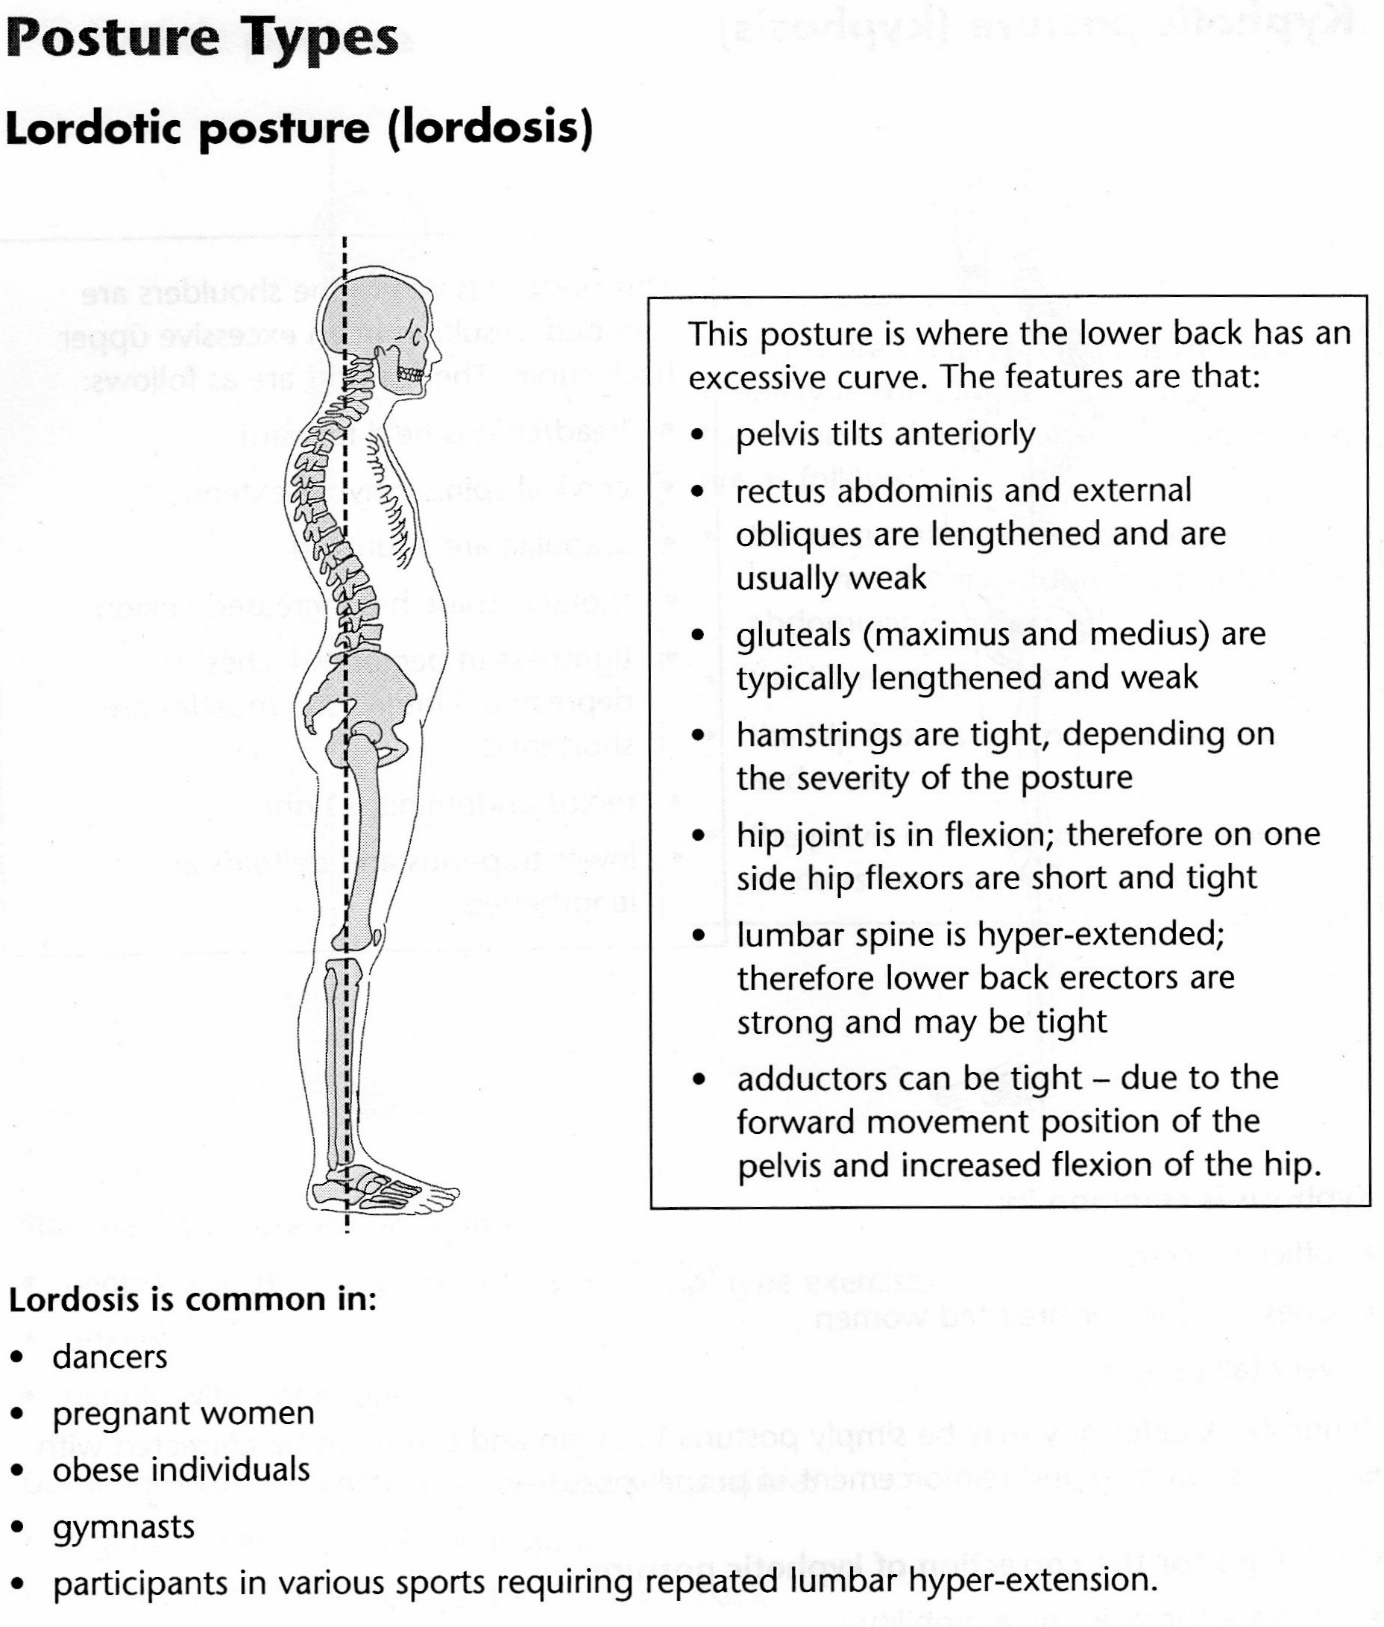 Posture Types
Lordotic posture (lordosis)
This posture is where the lower back has an
excessive curve. The features are that:
• pelvis tilts anteriorly
• rectus abdominis and external
obliques are lengthened and are
usually weak
• gluteals (maximus and medius) are
typically lengthened and weak
• hamstrings are tight, depending on
the severity of the posture
• hip joint is in flexion; therefore on one
side hip flexors are short and tight
• lumbar spine is hyper-extended;
therefore lower back erectors are
strong and may be tight
• adductors can be tight – due to the
forward movement position of the
pelvis and increased flexion of the hip.
Lordosis is common in:
• dancers
• pregnant women
• obese individuals
• gymnasts
• participants in various sports requiring repeated lumbar hyper-extension.